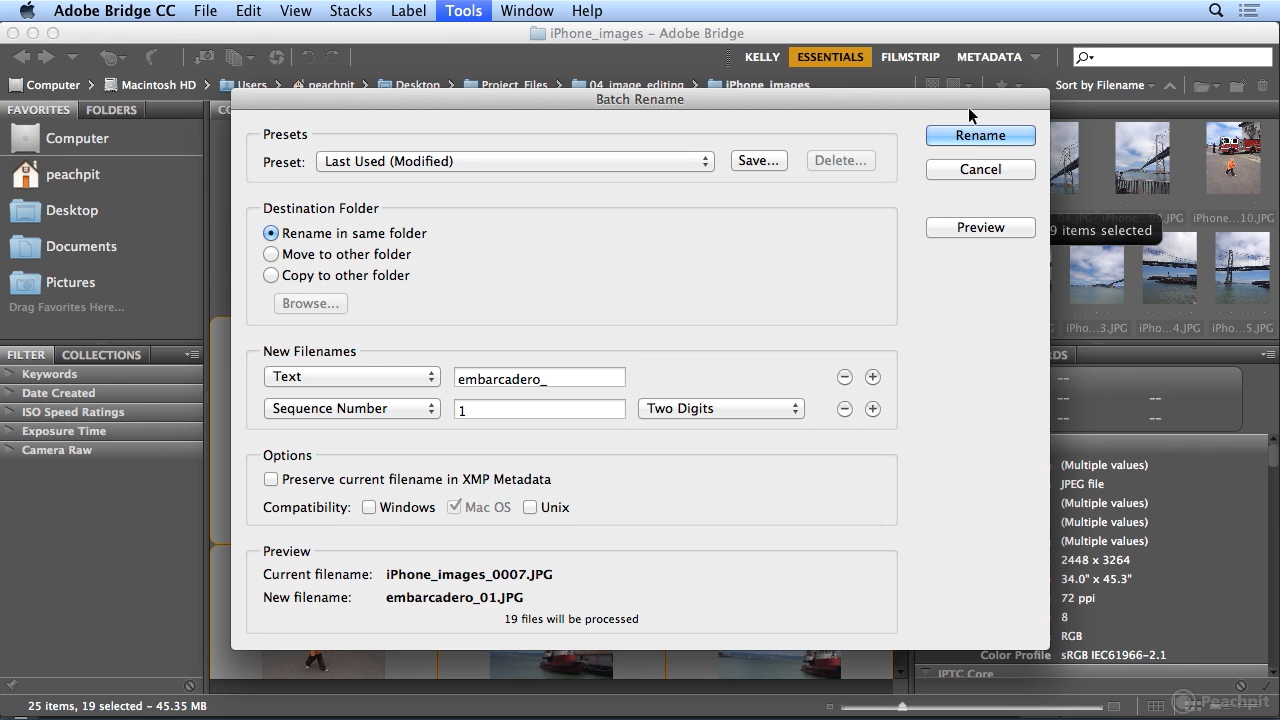 Adobe Bridge CC File Edit View Stacks Label Tools Window Help
iPhone_images – Adobe Bridge
KELLY ESSENTIALS FILMSTRIP METADATA
Computer Macintosh HD Users peachpit Desktop Project_Files 04_image_editing iPhone_images Sort by Filename
FAVORITES FOLDERS
Batch Rename
Computer
peachpit
Desktop
Documents
Pictures
Drag Favorites Here...
FILTER COLLECTIONS
Keywords
Date Created
ISO Speed Ratings
Exposure Time
Camera Raw
Presets
Preset: Last Used (Modified) Save... Delete...
Rename
Cancel
Preview
Destination Folder
Rename in same folder
Move to other folder
Copy to other folder
Browse...
New Filenames
Text embarcadero_
Sequence Number 1 Two Digits
Options
Preserve current filename in XMP Metadata
Compatibility: Windows Mac OS Unix
Preview
Current filename: iPhone_images_0007.JPG
New filename: embarcadero_01.JPG
19 files will be processed
iPhone...10.JPG
9 items selected
iPho...3.JPG iPho...4.JPG iPho...5.JPG
--
-- --
-- --
(Multiple values)
JPEG file
(Multiple values)
(Multiple values)
(Multiple values)
2448 x 3264
34.0" x 45.3"
72 ppi
8
RGB
Color Profile sRGB IEC61966-2.1
IPTC Core
25 items, 19 selected - 45.35 MB
Peachpit